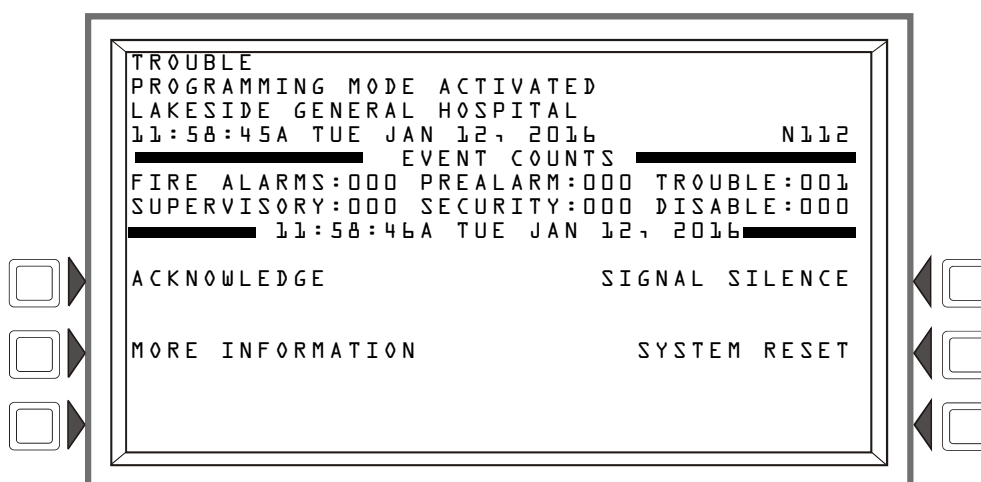 TROUBLE
PROGRAMMING MODE ACTIVATED
LAKESIDE GENERAL HOSPITAL
11:58:45A TUE JAN 12, 2016 N112
EVENT COUNTS
FIRE ALARMS:000 PREALARM:000 TROUBLE:001
SUPERVISORY:000 SECURITY:000 DISABLE:000
11:58:46A TUE JAN 12, 2016
ACKNOWLEDGE SIGNAL SILENCE
MORE INFORMATION SYSTEM RESET